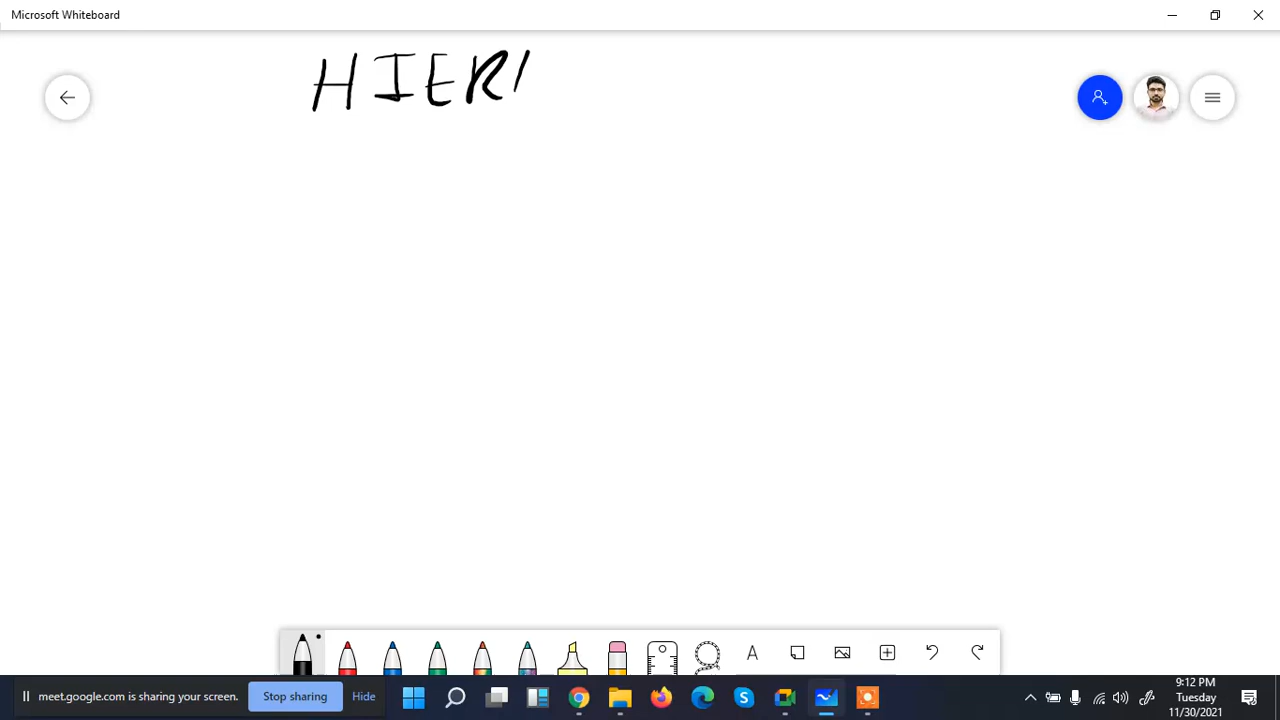 Microsoft Whiteboard
HIER
A
meet.google.com is sharing your screen.
Stop sharing
Hide
9:12 PM
Tuesday
11/30/2021